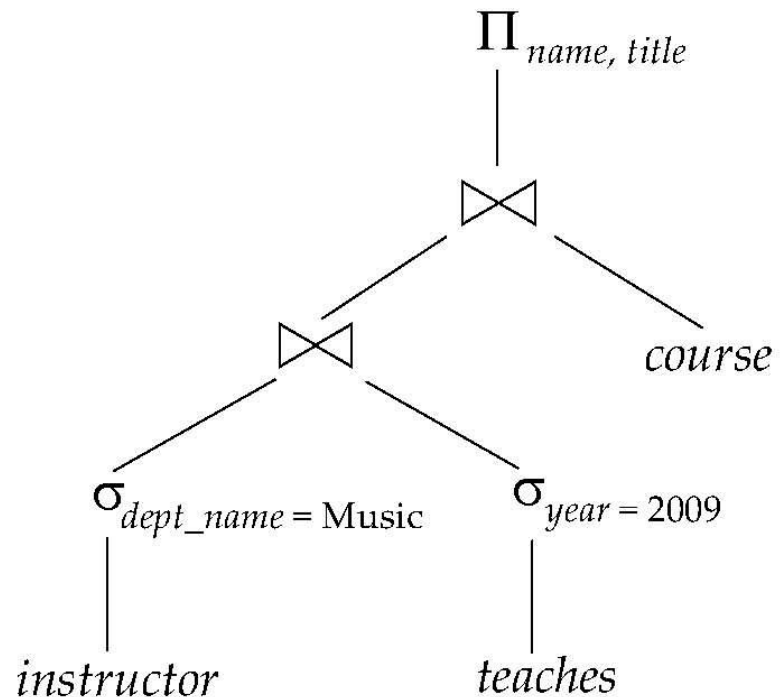 Π name, title
⋈
⋈
course
σ dept_name = Music
σ year = 2009
instructor
teaches